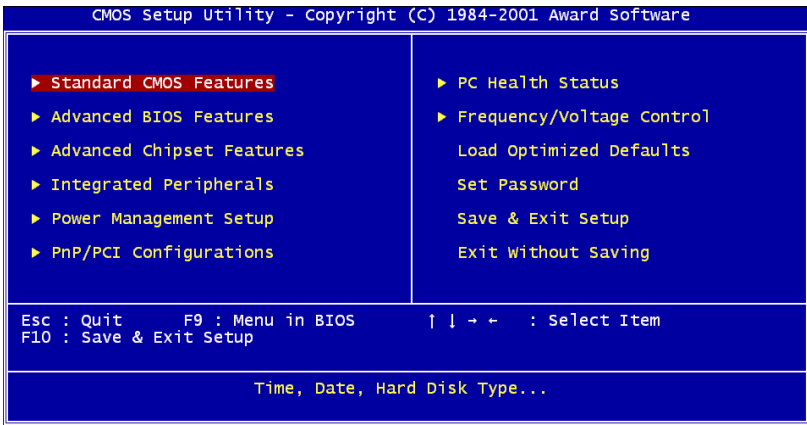 CMOS Setup Utility - Copyright (C) 1984-2001 Award Software
▶ Standard CMOS Features
▶ Advanced BIOS Features
▶ Advanced Chipset Features
▶ Integrated Peripherals
▶ Power Management Setup
▶ PnP/PCI Configurations
▶ PC Health Status
▶ Frequency/Voltage Control
Load Optimized Defaults
Set Password
Save & Exit Setup
Exit Without Saving
Esc : Quit F9 : Menu in BIOS ↑ ↓ → ← : Select Item
F10 : Save & Exit Setup
Time, Date, Hard Disk Type...